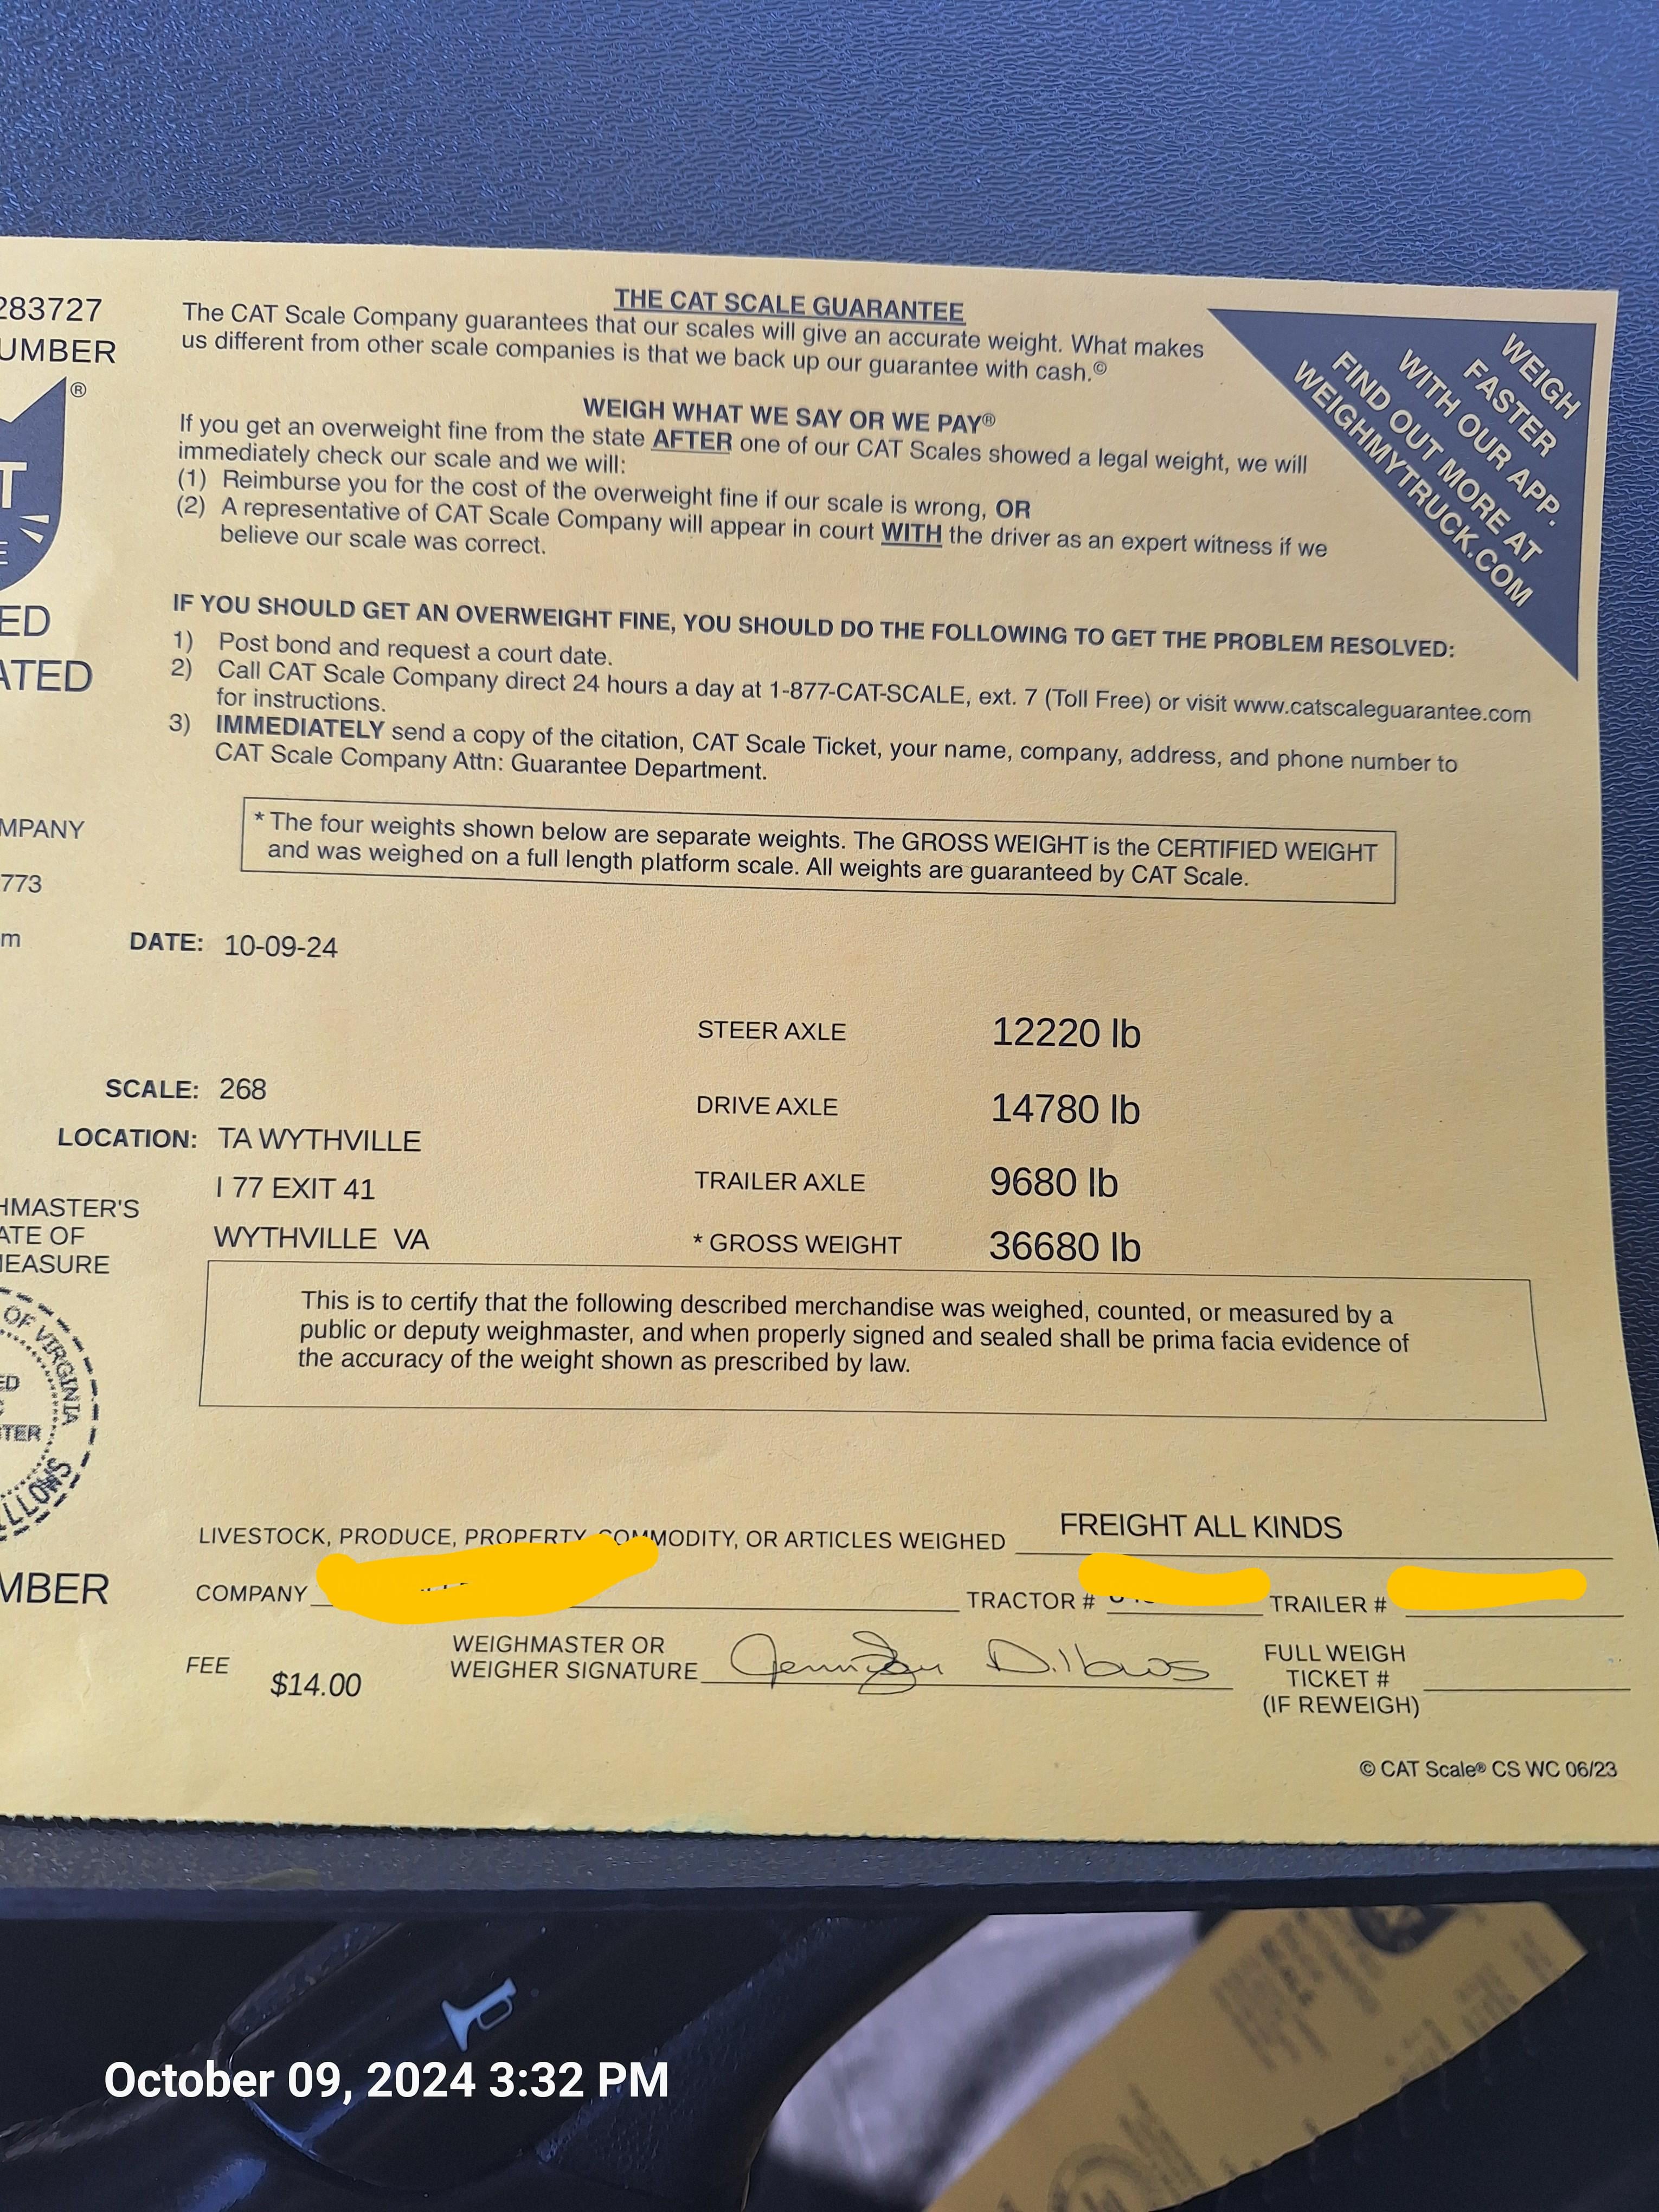 283727
UMBER
®
T
E
ED
ATED
MPANY
773
m
THE CAT SCALE GUARANTEE
The CAT Scale Company guarantees that our scales will give an accurate weight. What makes
us different from other scale companies is that we back up our guarantee with cash.©
WEIGH WHAT WE SAY OR WE PAY®
If you get an overweight fine from the state AFTER one of our CAT Scales showed a legal weight, we will
immediately check our scale and we will:
(1) Reimburse you for the cost of the overweight fine if our scale is wrong, OR
(2) A representative of CAT Scale Company will appear in court WITH the driver as an expert witness if we
believe our scale was correct.
WEIGH
FASTER
WITH OUR APP.
FIND OUT MORE AT
WEIGHMYTRUCK.COM
IF YOU SHOULD GET AN OVERWEIGHT FINE, YOU SHOULD DO THE FOLLOWING TO GET THE PROBLEM RESOLVED:
1) Post bond and request a court date.
2) Call CAT Scale Company direct 24 hours a day at 1-877-CAT-SCALE, ext. 7 (Toll Free) or visit www.catscaleguarantee.com
for instructions.
3) IMMEDIATELY send a copy of the citation, CAT Scale Ticket, your name, company, address, and phone number to
CAT Scale Company Attn: Guarantee Department.
* The four weights shown below are separate weights. The GROSS WEIGHT is the CERTIFIED WEIGHT
and was weighed on a full length platform scale. All weights are guaranteed by CAT Scale.
DATE: 10-09-24
STEER AXLE 12220 lb
SCALE: 268
DRIVE AXLE 14780 lb
LOCATION: TA WYTHVILLE
I 77 EXIT 41
TRAILER AXLE 9680 lb
WYTHVILLE VA
* GROSS WEIGHT 36680 lb
HMASTER'S
ATE OF
MEASURE
OF VIRGINIA
ED
TER
This is to certify that the following described merchandise was weighed, counted, or measured by a
public or deputy weighmaster, and when properly signed and sealed shall be prima facia evidence of
the accuracy of the weight shown as prescribed by law.
LIVESTOCK, PRODUCE, PROPERTY, COMMODITY, OR ARTICLES WEIGHED FREIGHT ALL KINDS
MBER
COMPANY TRACTOR # TRAILER #
FEE $14.00
WEIGHMASTER OR
WEIGHER SIGNATURE Jennifer Dillows
FULL WEIGH
TICKET #
(IF REWEIGH)
© CAT Scale® CS WC 06/23
October 09, 2024 3:32 PM